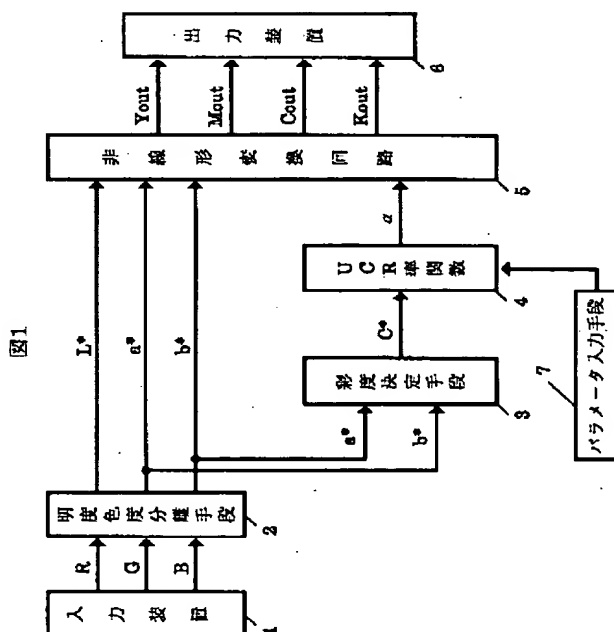 図1
入力装置
1
R
G
B
明度色度分離手段
2
L*
a*
b*
a*
b*
彩度決定手段
3
C*
UCR率関数
4
α
パラメータ入力手段
7
非線形変換回路
5
Yout
Mout
Cout
Kout
出力装置
6